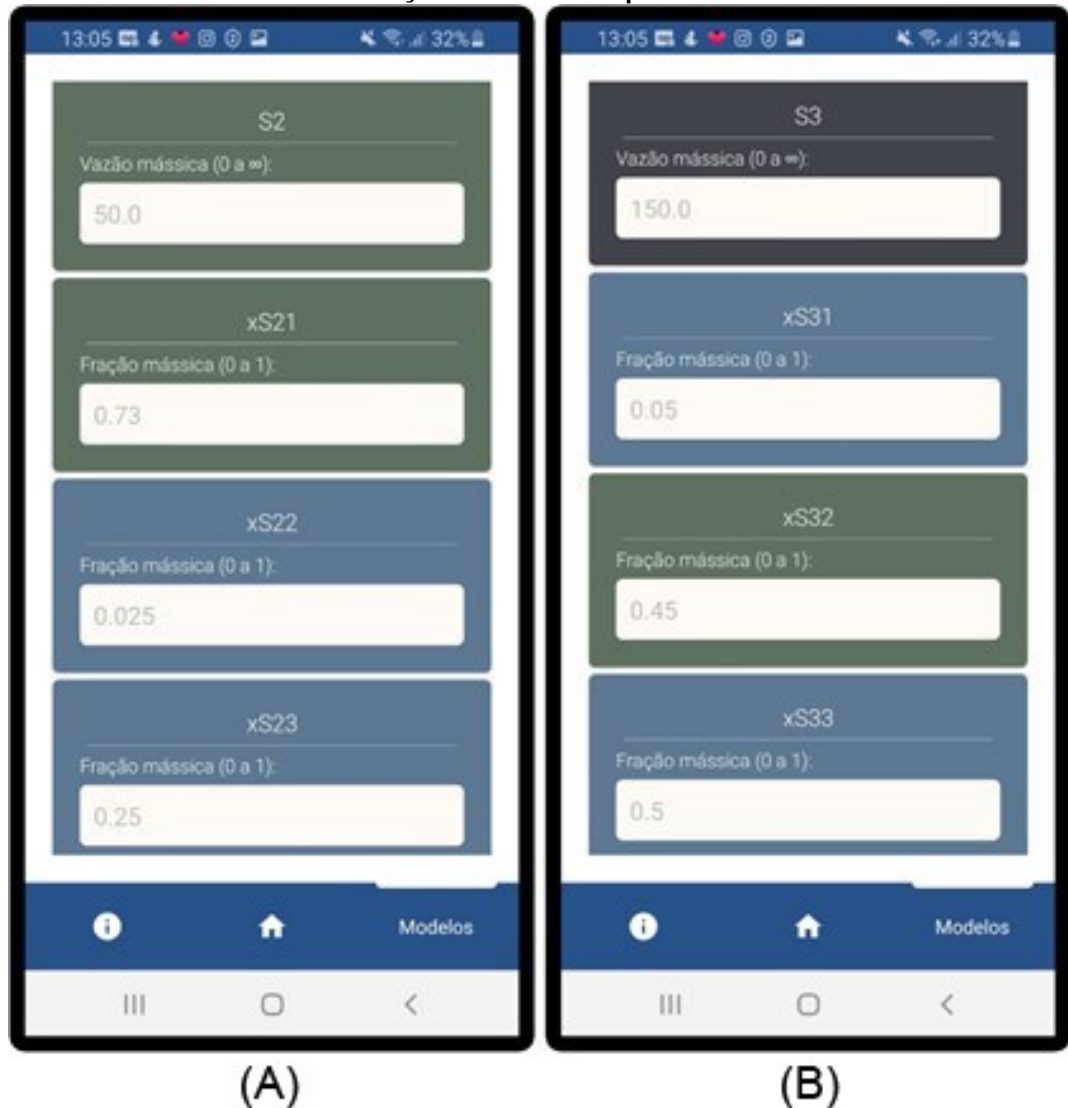 13:05 32%
S2
Vazão mássica (0 a ∞):
50.0
xS21
Fração mássica (0 a 1):
0.73
xS22
Fração mássica (0 a 1):
0.025
xS23
Fração mássica (0 a 1):
0.25
Modelos
(A)
13:05 32%
S3
Vazão mássica (0 a ∞):
150.0
xS31
Fração mássica (0 a 1):
0.05
xS32
Fração mássica (0 a 1):
0.45
xS33
Fração mássica (0 a 1):
0.5
Modelos
(B)